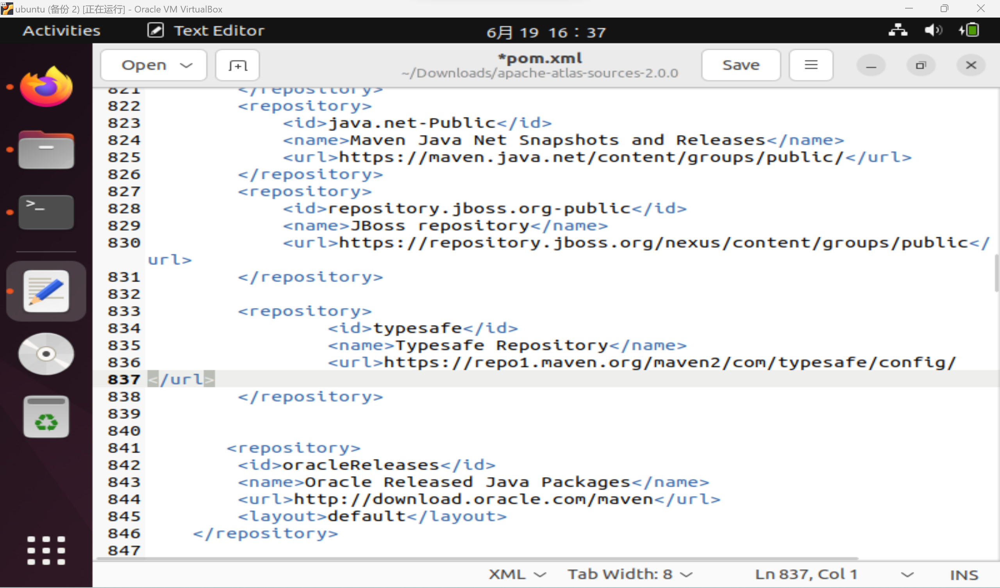 ubuntu (备份 2) [正在运行] - Oracle VM VirtualBox
Activities Text Editor 6月 19 16：37
Open *pom.xml Save
~/Downloads/apache-atlas-sources-2.0.0
821 </repository>
822 <repository>
823 <id>java.net-Public</id>
824 <name>Maven Java Net Snapshots and Releases</name>
825 <url>https://maven.java.net/content/groups/public/</url>
826 </repository>
827 <repository>
828 <id>repository.jboss.org-public</id>
829 <name>JBoss repository</name>
830 <url>https://repository.jboss.org/nexus/content/groups/public</
url>
831 </repository>
832
833 <repository>
834 <id>typesafe</id>
835 <name>Typesafe Repository</name>
836 <url>https://repo1.maven.org/maven2/com/typesafe/config/
837 </url>
838 </repository>
839
840
841 <repository>
842 <id>oracleReleases</id>
843 <name>Oracle Released Java Packages</name>
844 <url>http://download.oracle.com/maven</url>
845 <layout>default</layout>
846 </repository>
847
XML Tab Width: 8 Ln 837, Col 1 INS